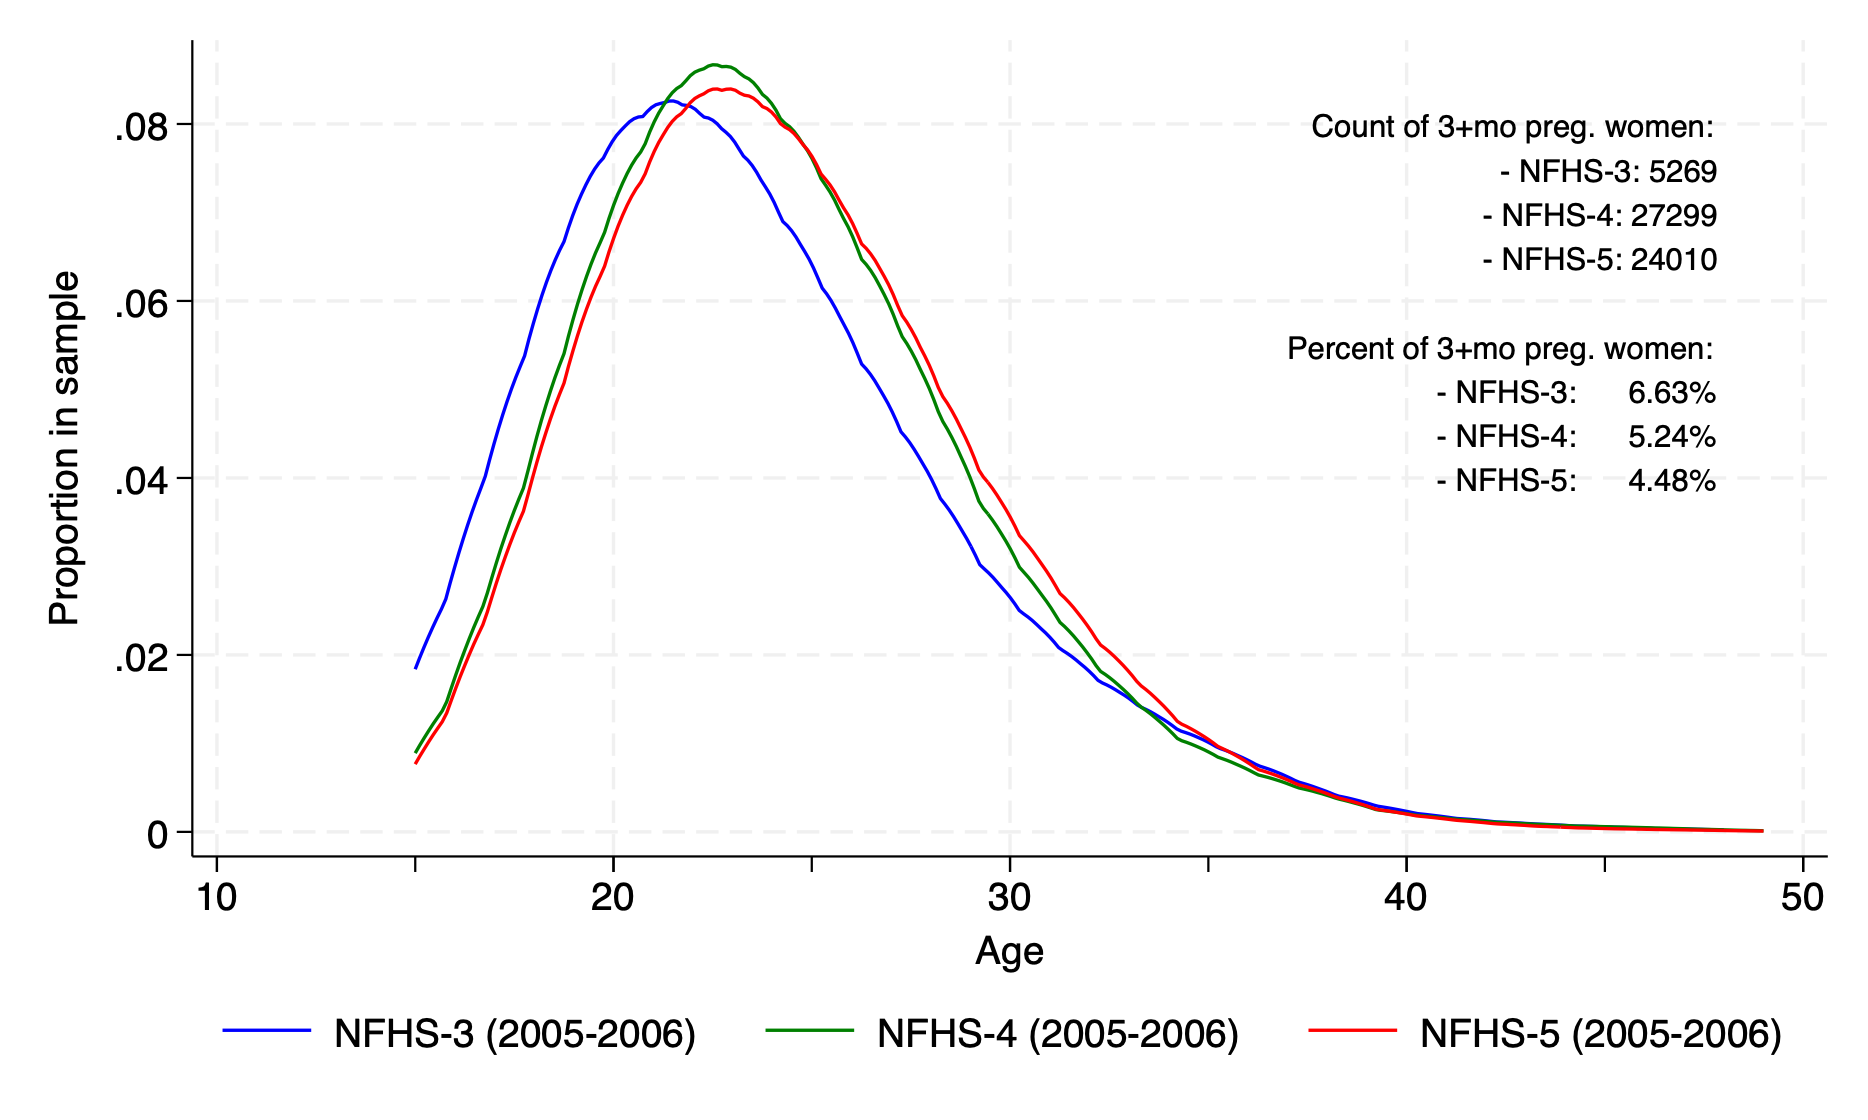 Proportion in sample
.08
.06
.04
.02
0
Count of 3+mo preg. women:
- NFHS-3: 5269
- NFHS-4: 27299
- NFHS-5: 24010
Percent of 3+mo preg. women:
- NFHS-3: 6.63%
- NFHS-4: 5.24%
- NFHS-5: 4.48%
10 20 30 40 50
Age
NFHS-3 (2005-2006) NFHS-4 (2005-2006) NFHS-5 (2005-2006)